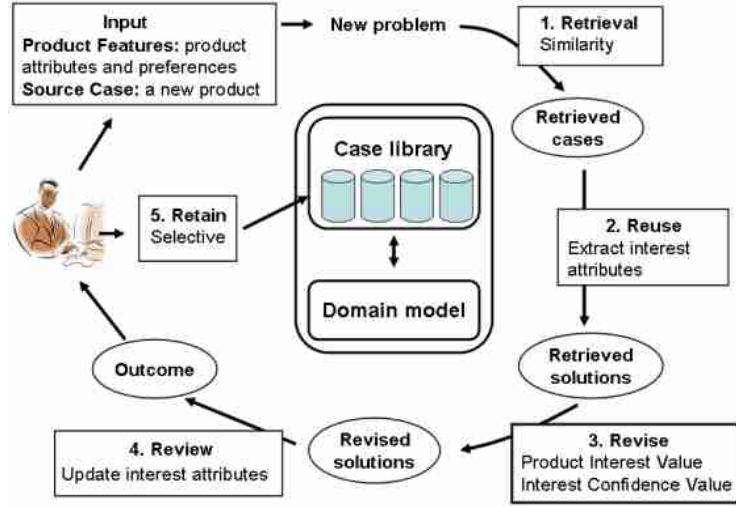 Input
Product Features: product
attributes and preferences
Source Case: a new product
New problem
1. Retrieval
Similarity
Retrieved
cases
Case library
5. Retain
Selective
2. Reuse
Extract interest
attributes
Domain model
Outcome
Retrieved
solutions
4. Review
Update interest attributes
Revised
solutions
3. Revise
Product Interest Value
Interest Confidence Value